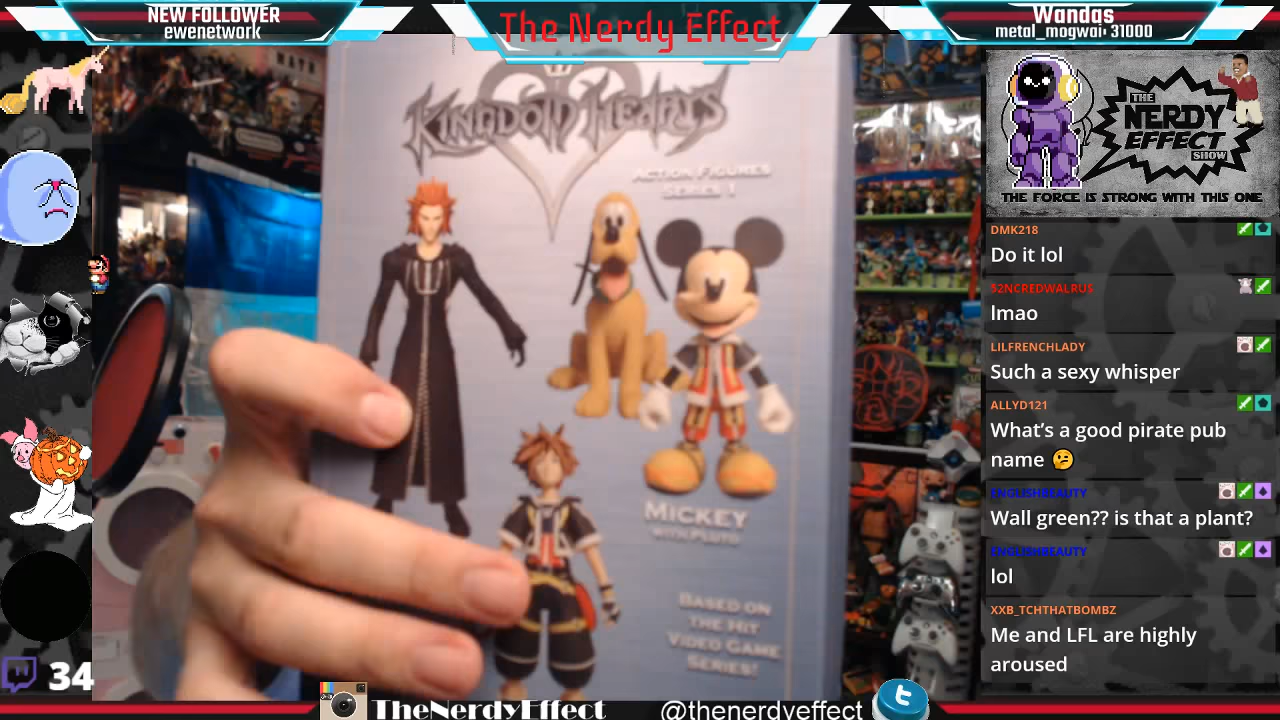 NEW FOLLOWER
ewenetwork
The Nerdy Effect
Wandqs
metal_mogwai: 31000
KINGDOM HEARTS
ACTION FIGURES
SERIES 1
MICKEY
WITH PLUTO
BASED ON
THE HIT
VIDEO GAME
SERIES!
THE
NERDY
EFFECT
SHOW
THE FORCE IS STRONG WITH THIS ONE
DMK218
Do it lol
52NCREDWALRUS
lmao
LILFRENCHLADY
Such a sexy whisper
ALLYD121
What's a good pirate pub
name 🤔
ENGLISHBEAUTY
Wall green?? is that a plant?
ENGLISHBEAUTY
lol
XXB_TCHTHATBOMBZ
Me and LFL are highly
aroused
34
TheNerdyEffect
@thenerdyeffect